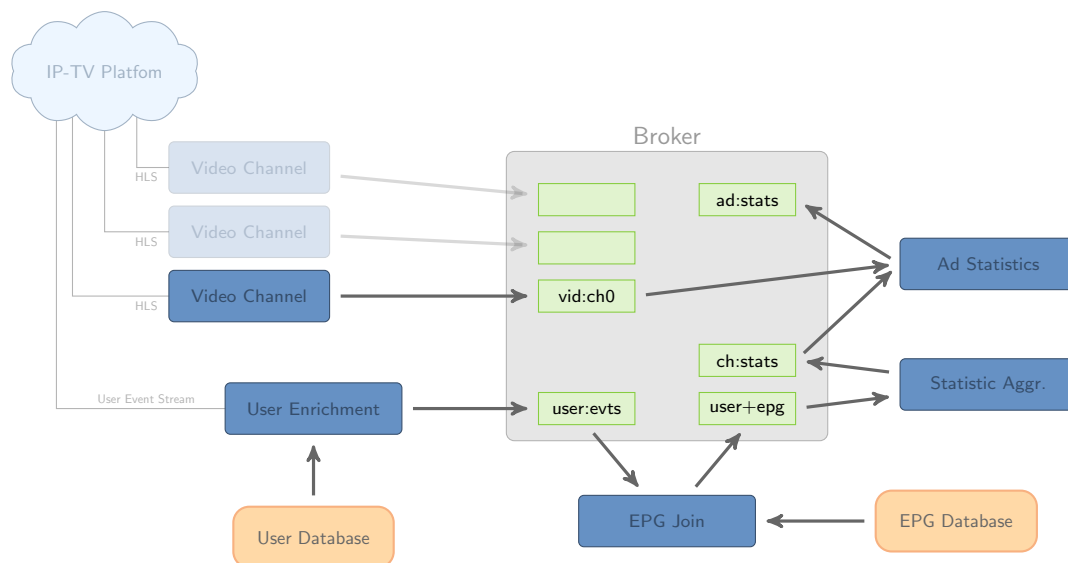 IP-TV Platfom
Broker
Video Channel
HLS
ad:stats
Video Channel
HLS
Ad Statistics
Video Channel
vid:ch0
HLS
ch:stats
Statistic Aggr.
User Event Stream
User Enrichment
user:evts
user+epg
EPG Join
EPG Database
User Database